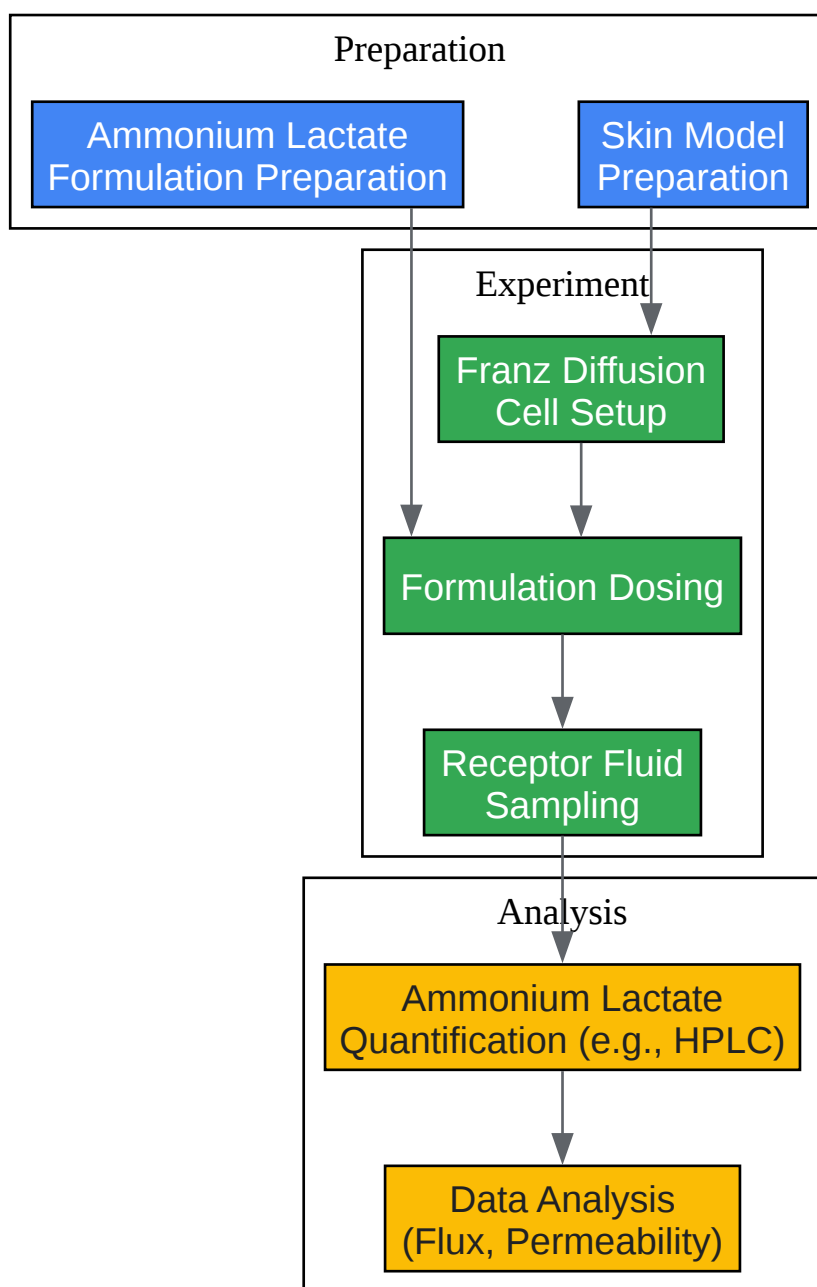 Preparation
Ammonium Lactate
Formulation Preparation
Skin Model
Preparation
Experiment
Franz Diffusion
Cell Setup
Formulation Dosing
Receptor Fluid
Sampling
Analysis
Ammonium Lactate
Quantification (e.g., HPLC)
Data Analysis
(Flux, Permeability)